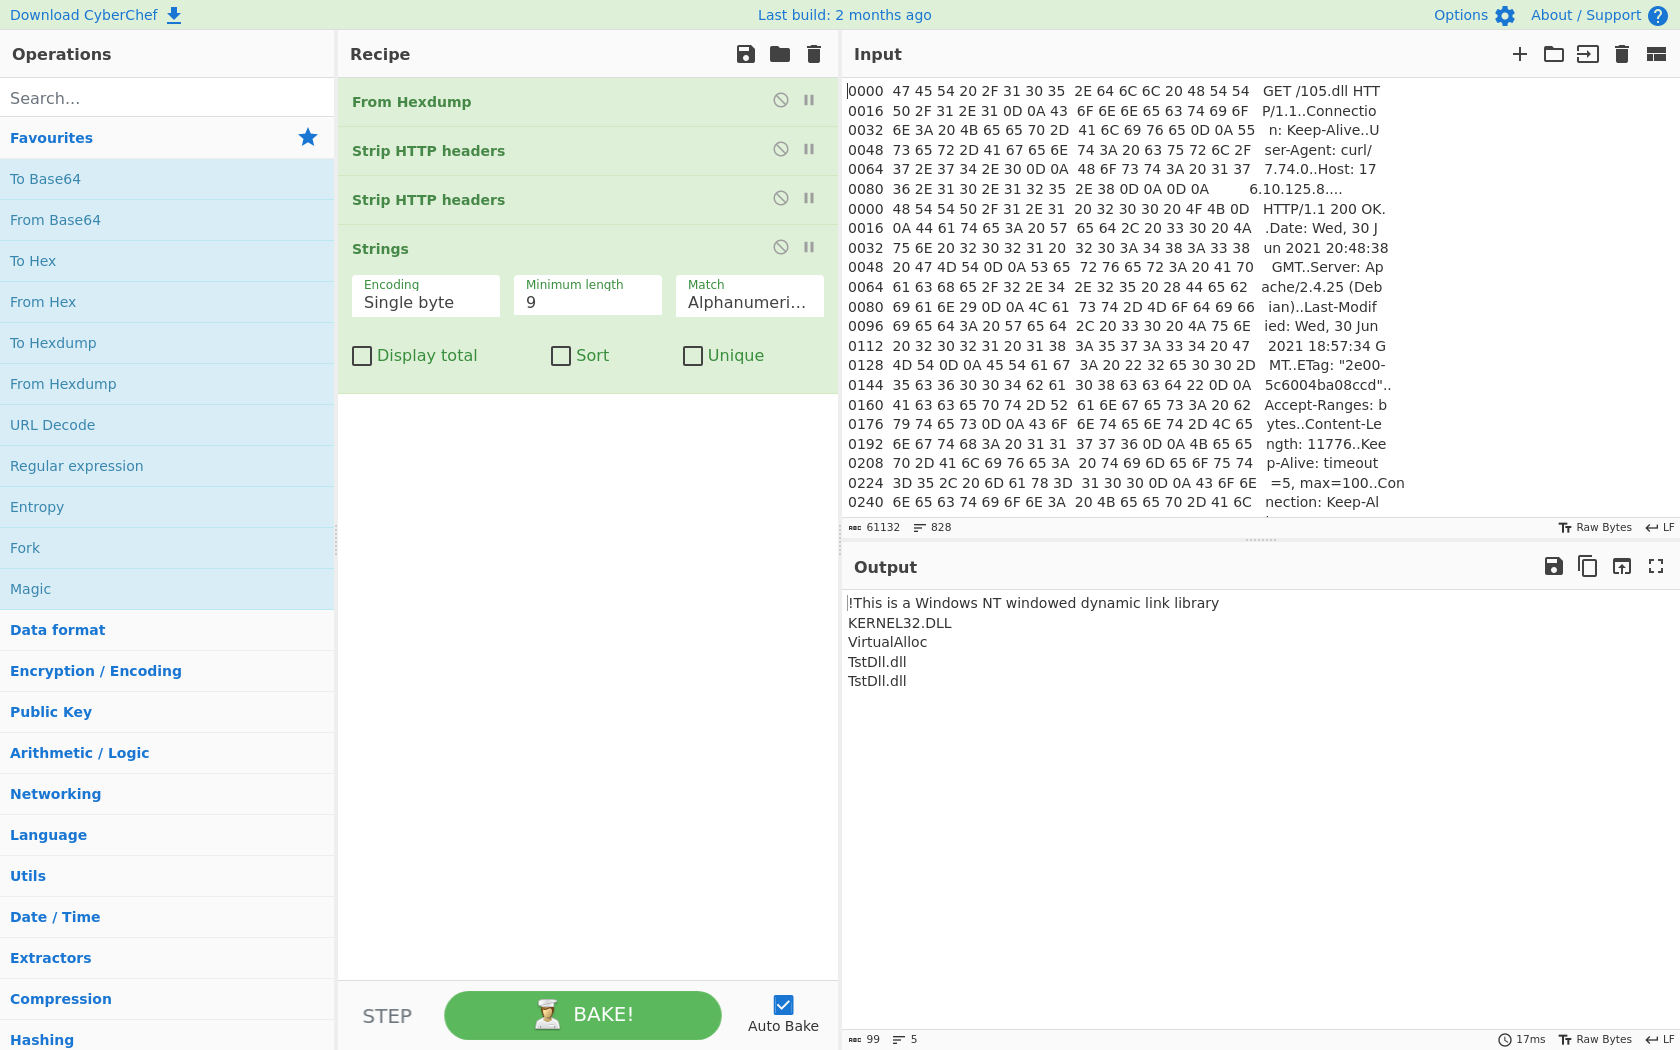 Download CyberChef
Last build: 2 months ago
Options
About / Support
Operations
Search...
Favourites
To Base64
From Base64
To Hex
From Hex
To Hexdump
From Hexdump
URL Decode
Regular expression
Entropy
Fork
Magic
Data format
Encryption / Encoding
Public Key
Arithmetic / Logic
Networking
Language
Utils
Date / Time
Extractors
Compression
Hashing
Recipe
From Hexdump
Strip HTTP headers
Strip HTTP headers
Strings
Encoding
Single byte
Minimum length
9
Match
Alphanumeri...
Display total
Sort
Unique
STEP
BAKE!
Auto Bake
Input
0000 47 45 54 20 2F 31 30 35 2E 64 6C 6C 20 48 54 54 GET /105.dll HTT
0016 50 2F 31 2E 31 0D 0A 43 6F 6E 6E 65 63 74 69 6F P/1.1..Connectio
0032 6E 3A 20 4B 65 65 70 2D 41 6C 69 76 65 0D 0A 55 n: Keep-Alive..U
0048 73 65 72 2D 41 67 65 6E 74 3A 20 63 75 72 6C 2F ser-Agent: curl/
0064 37 2E 37 34 2E 30 0D 0A 48 6F 73 74 3A 20 31 37 7.74.0..Host: 17
0080 36 2E 31 30 2E 31 32 35 2E 38 0D 0A 0D 0A 6.10.125.8....
0000 48 54 54 50 2F 31 2E 31 20 32 30 30 20 4F 4B 0D HTTP/1.1 200 OK.
0016 0A 44 61 74 65 3A 20 57 65 64 2C 20 33 30 20 4A .Date: Wed, 30 J
0032 75 6E 20 32 30 32 31 20 32 30 3A 34 38 3A 33 38 un 2021 20:48:38
0048 20 47 4D 54 0D 0A 53 65 72 76 65 72 3A 20 41 70 GMT..Server: Ap
0064 61 63 68 65 2F 32 2E 34 2E 32 35 20 28 44 65 62 ache/2.4.25 (Deb
0080 69 61 6E 29 0D 0A 4C 61 73 74 2D 4D 6F 64 69 66 ian)..Last-Modif
0096 69 65 64 3A 20 57 65 64 2C 20 33 30 20 4A 75 6E ied: Wed, 30 Jun
0112 20 32 30 32 31 20 31 38 3A 35 37 3A 33 34 20 47 2021 18:57:34 G
0128 4D 54 0D 0A 45 54 61 67 3A 20 22 32 65 30 30 2D MT..ETag: "2e00-
0144 35 63 36 30 30 34 62 61 30 38 63 63 64 22 0D 0A 5c6004ba08ccd"..
0160 41 63 63 65 70 74 2D 52 61 6E 67 65 73 3A 20 62 Accept-Ranges: b
0176 79 74 65 73 0D 0A 43 6F 6E 74 65 6E 74 2D 4C 65 ytes..Content-Le
0192 6E 67 74 68 3A 20 31 31 37 37 36 0D 0A 4B 65 65 ngth: 11776..Kee
0208 70 2D 41 6C 69 76 65 3A 20 74 69 6D 65 6F 75 74 p-Alive: timeout
0224 3D 35 2C 20 6D 61 78 3D 31 30 30 0D 0A 43 6F 6E =5, max=100..Con
0240 6E 65 63 74 69 6F 6E 3A 20 4B 65 65 70 2D 41 6C nection: Keep-Al
61132
828
Raw Bytes
LF
Output
!This is a Windows NT windowed dynamic link library
KERNEL32.DLL
VirtualAlloc
TstDll.dll
TstDll.dll
99
5
17ms
Raw Bytes
LF